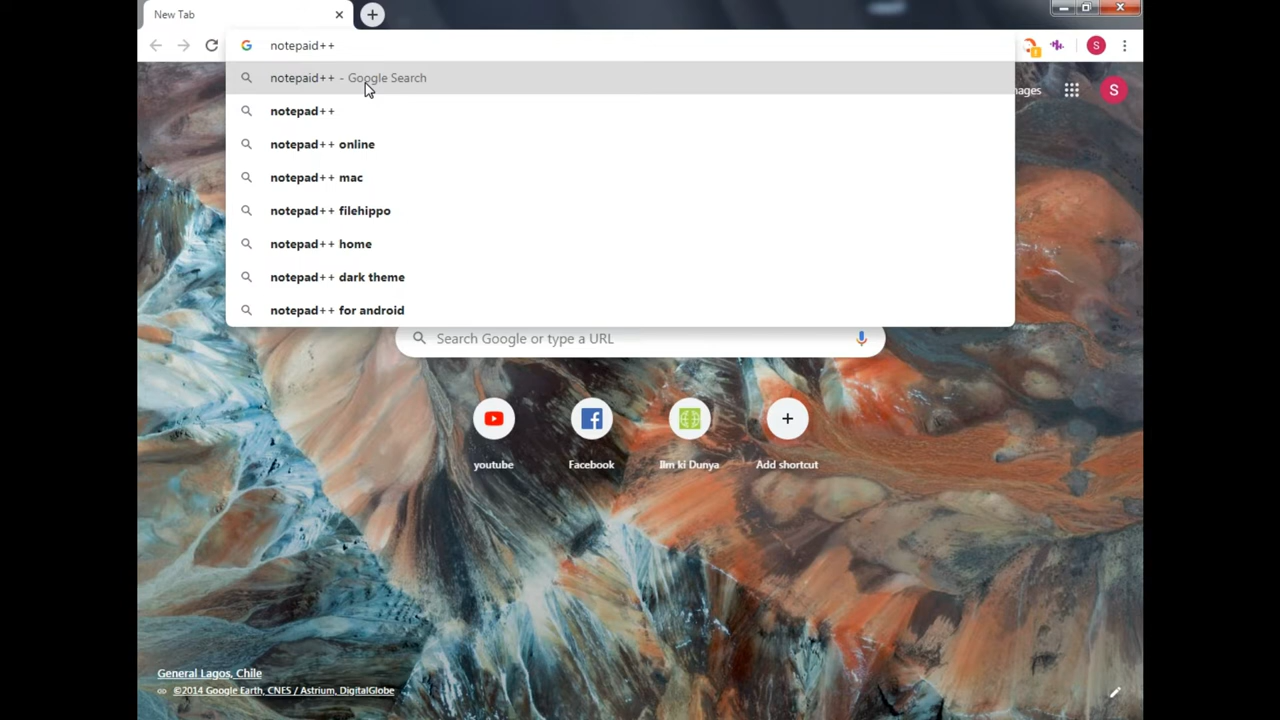 New Tab
notepaid++
notepaid++ - Google Search
notepad++
notepad++ online
notepad++ mac
notepad++ filehippo
notepad++ home
notepad++ dark theme
notepad++ for android
mages
S
S
Search Google or type a URL
youtube
Facebook
Ilm ki Dunya
Add shortcut
General Lagos, Chile
©2014 Google Earth, CNES / Astrium, DigitalGlobe